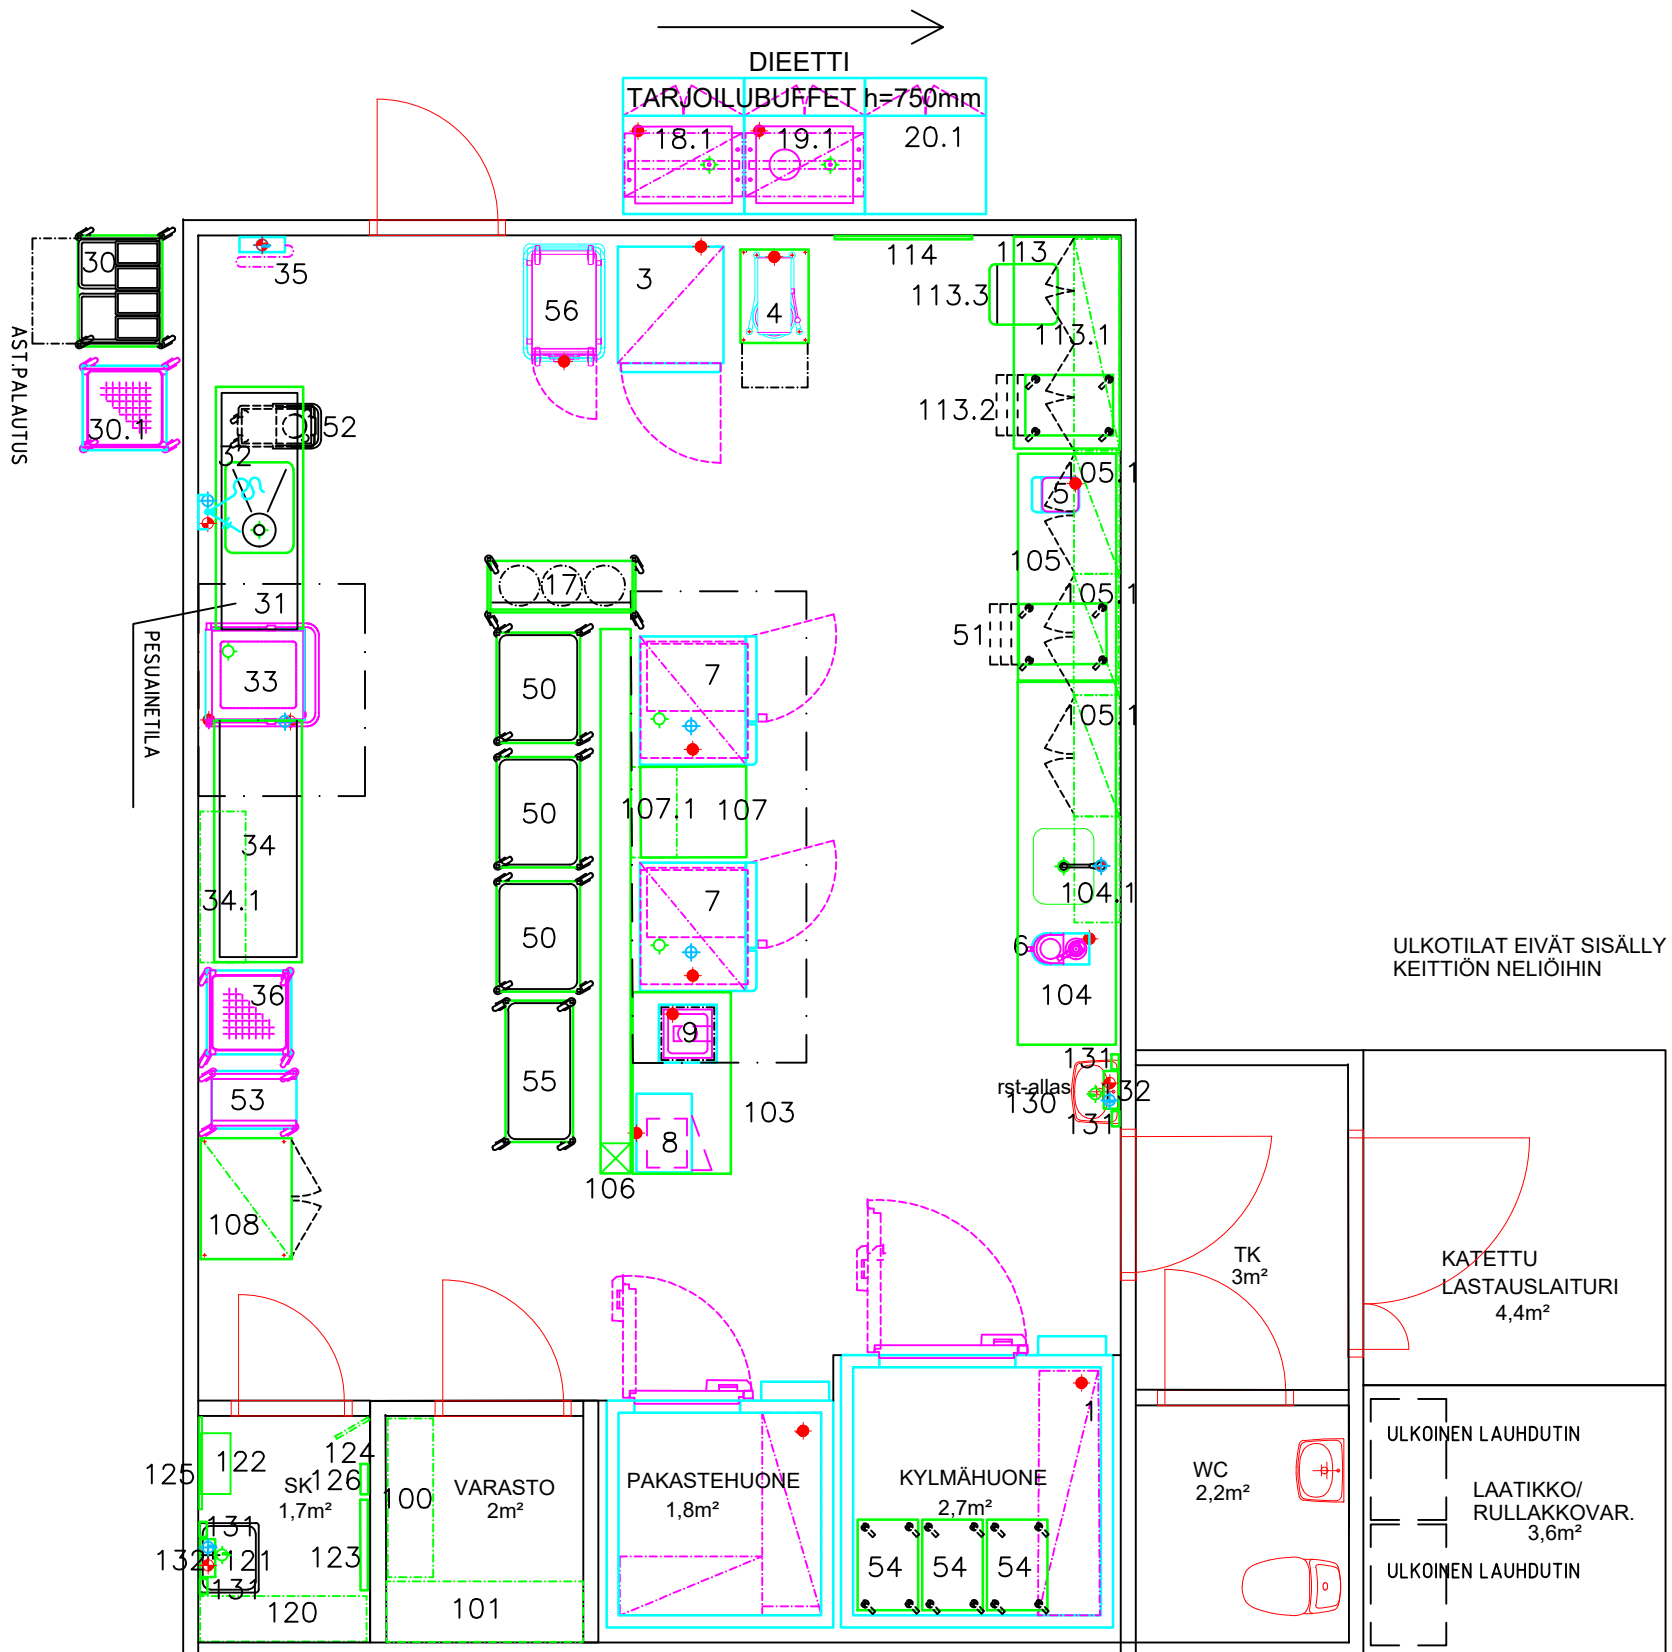 DIEETTI
TARJOILUBUFFET h=750mm
18.1
19.1
20.1
30
35
56
3
4
114
113
113.3
113.1
113.2
AST.PALAUTUS
30.1
52
32
105.1
5
105
105.1
51
105.1
17
31
PESUAINETILA
33
50
7
50
107.1
107
34
34.1
50
7
104.1
6
104
36
9
ULKOTILAT EIVÄT SISÄLLY
KEITTIÖN NELIÖIHIN
53
55
103
8
131
rst-allas
130
132
131
106
108
TK
3m²
KATETTU
LASTAUSLAITURI
4,4m²
125
122
124
SK
126
1,7m²
100
VARASTO
2m²
PAKASTEHUONE
1,8m²
KYLMÄHUONE
2,7m²
1
WC
2,2m²
ULKOINEN LAUHDUTIN
LAATIKKO/
RULLAKKOVAR.
3,6m²
ULKOINEN LAUHDUTIN
131
132
121
131
123
120
101
54
54
54